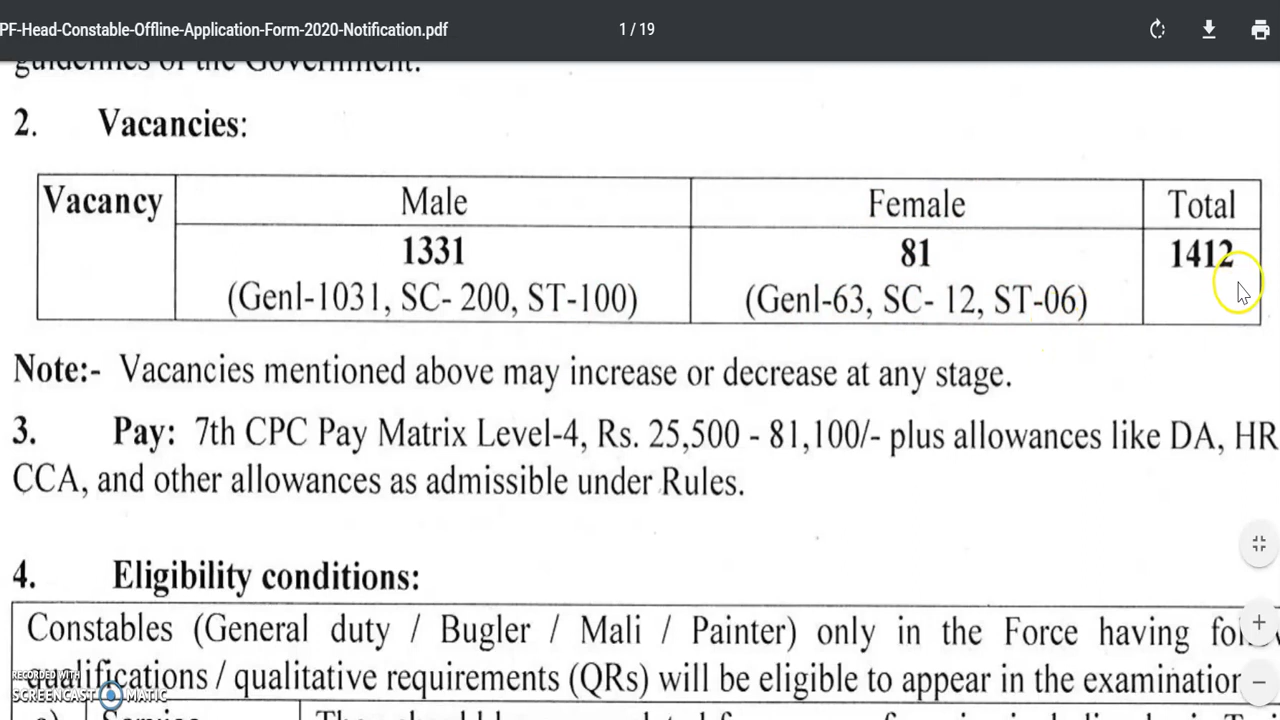 PF-Head-Constable-Offline-Application-Form-2020-Notification.pdf 1 / 19
guidelines of the Government.
2. Vacancies:
Vacancy Male Female Total
1331 81 1412
(Genl-1031, SC- 200, ST-100) (Genl-63, SC- 12, ST-06)
Note:- Vacancies mentioned above may increase or decrease at any stage.
3. Pay: 7th CPC Pay Matrix Level-4, Rs. 25,500 - 81,100/- plus allowances like DA, HR
CCA, and other allowances as admissible under Rules.
4. Eligibility conditions:
Constables (General duty / Bugler / Mali / Painter) only in the Force having
qualifications / qualitative requirements (QRs) will be eligible to appear in the examination
RECORDED WITH
SCREENCAST MATIC
Service